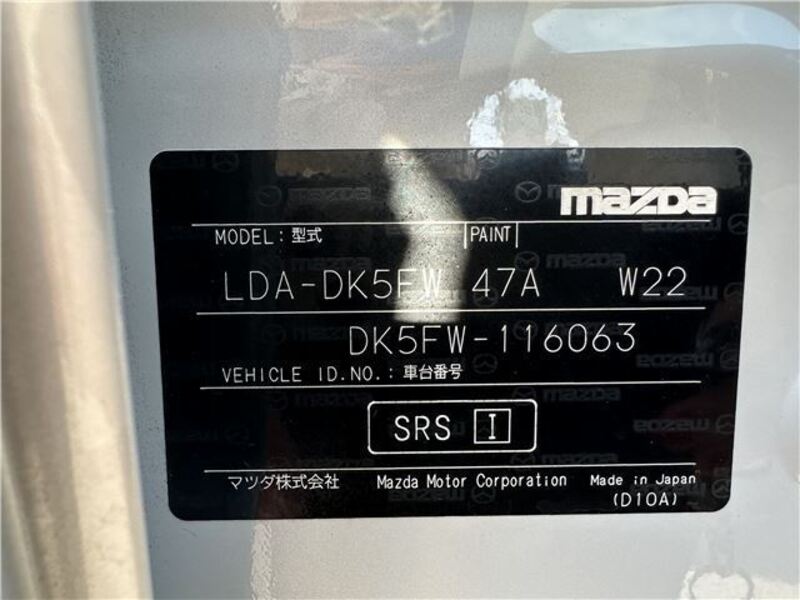 mazda
MODEL: 型式 PAINT
LDA-DK5FW 47A W22
DK5FW-116063
VEHICLE ID.NO.: 車台番号
SRS I
マツダ株式会社 Mazda Motor Corporation Made in Japan
(D10A)